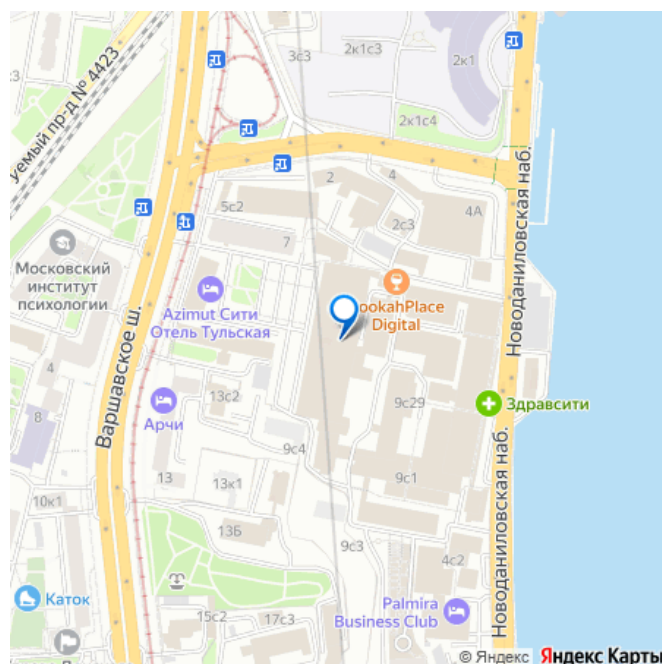 3с3
2к1с3
2к1
уемый пр-д № 4423
2к1с4
Новоданиловская наб.
2
4
5с2
4А
2с3
7
Московский
институт
психологии
Azimut Сити
Отель Тульская
ookahPlace
Digital
Варшавское ш.
4
13с2
Арчи
9с29
Здравсити
8
9с4
13
13к1
9с1
10к1
13Б
Новоданиловская наб.
9с3
4с2
Каток
Palmira
Business Club
15с2
17с3
© Яндекс Яндекс Карты